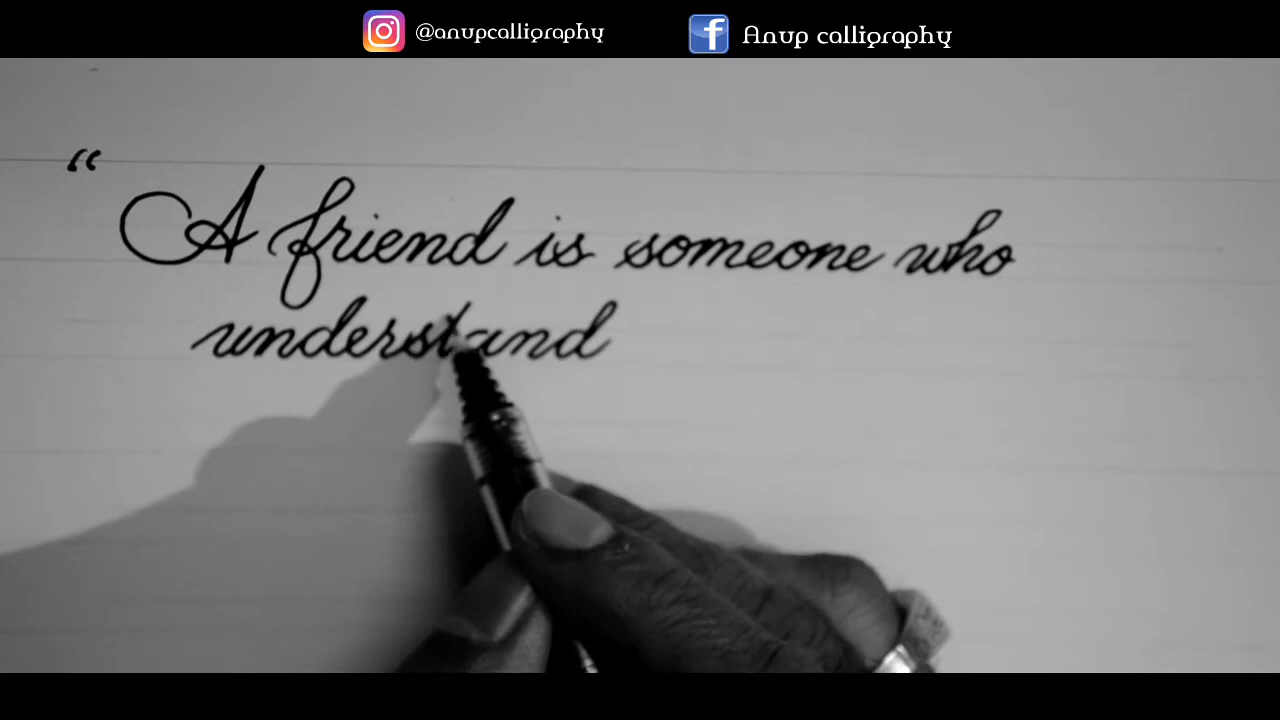 @anupcalligraphy
Anup calligraphy
“ A friend is someone who
understand